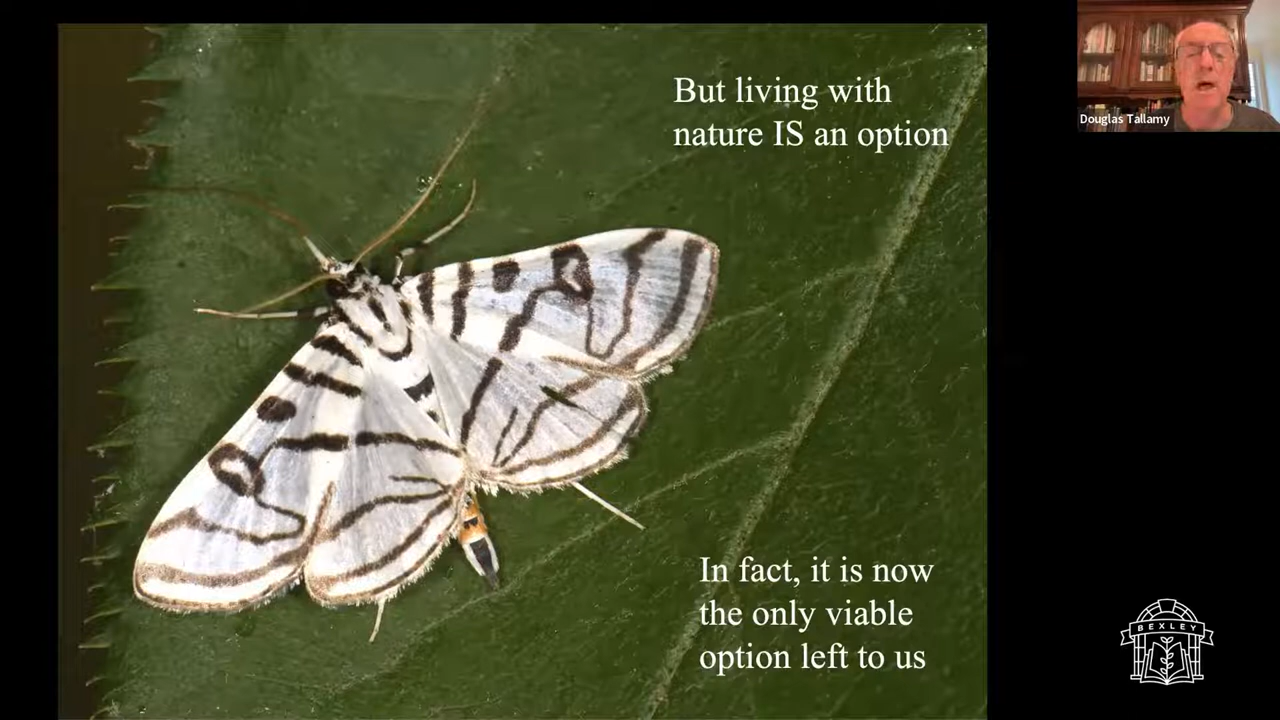 But living with
nature IS an option
Douglas Tallamy
In fact, it is now
the only viable
option left to us
BEXLEY